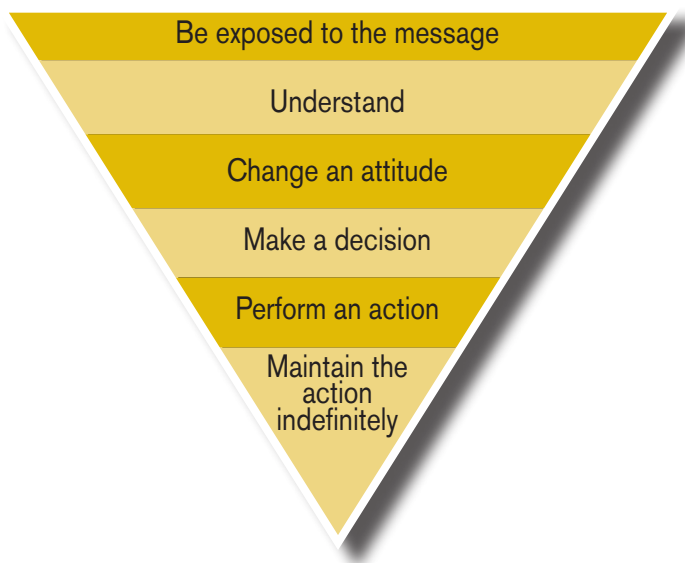 Be exposed to the message
Understand
Change an attitude
Make a decision
Perform an action
Maintain the
action
indefinitely